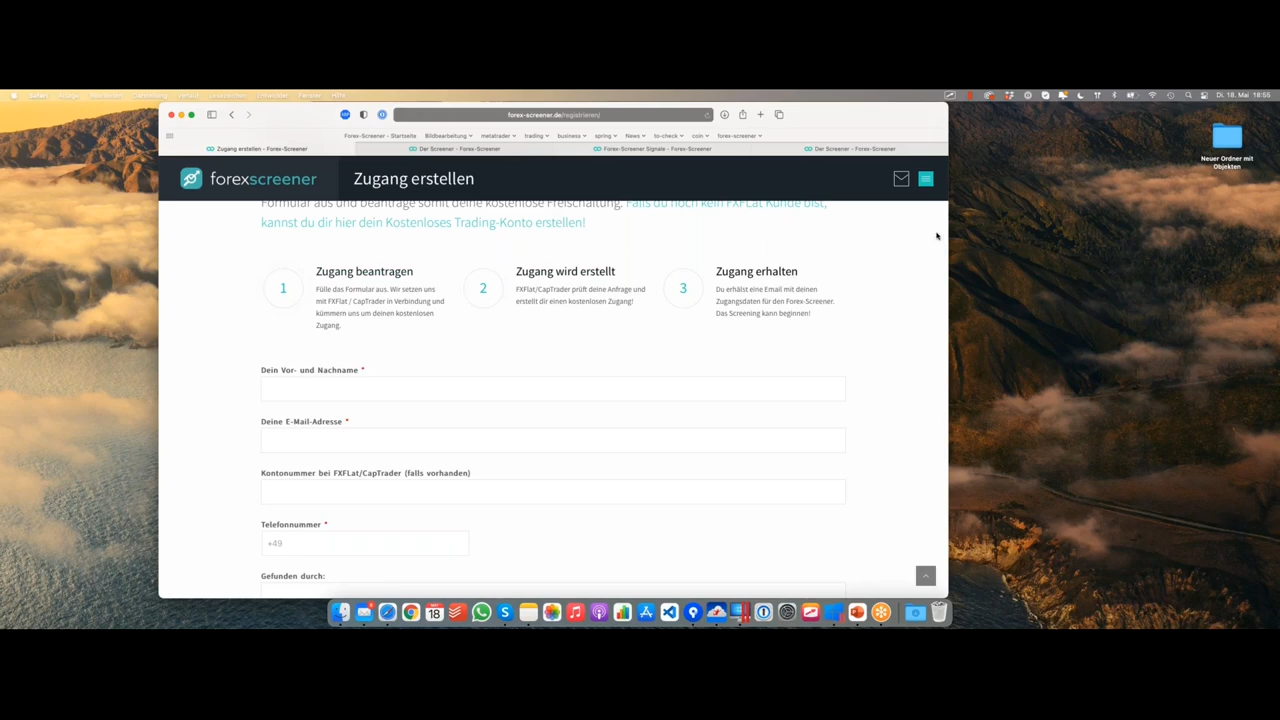 Di. 18. Mai 18:55
forex-screener.de/registrieren/
Forex-Screener - Startseite Bildbearbeitung metatrader trading business spring News to-check coin forex-screener
Zugang erstellen - Forex-Screener Der Screener - Forex-Screener Forex-Screener Signale - Forex-Screener Der Screener - Forex-Screener
Neuer Ordner mit
Objekten
forexscreener Zugang erstellen
Formular aus und beantrage somit deine kostenlose Freischaltung. Falls du noch kein FXFlat Kunde bist,
kannst du dir hier dein Kostenloses Trading-Konto erstellen!
1
Zugang beantragen
Fülle das Formular aus. Wir setzen uns
mit FXFlat / CapTrader in Verbindung und
kümmern uns um deinen kostenlosen
Zugang.
2
Zugang wird erstellt
FXFlat/CapTrader prüft deine Anfrage und
erstellt dir einen kostenlosen Zugang!
3
Zugang erhalten
Du erhälst eine Email mit deinen
Zugangsdaten für den Forex-Screener.
Das Screening kann beginnen!
Dein Vor- und Nachname *
Deine E-Mail-Adresse *
Kontonummer bei FXFLat/CapTrader (falls vorhanden)
Telefonnummer *
+49
Gefunden durch:
18